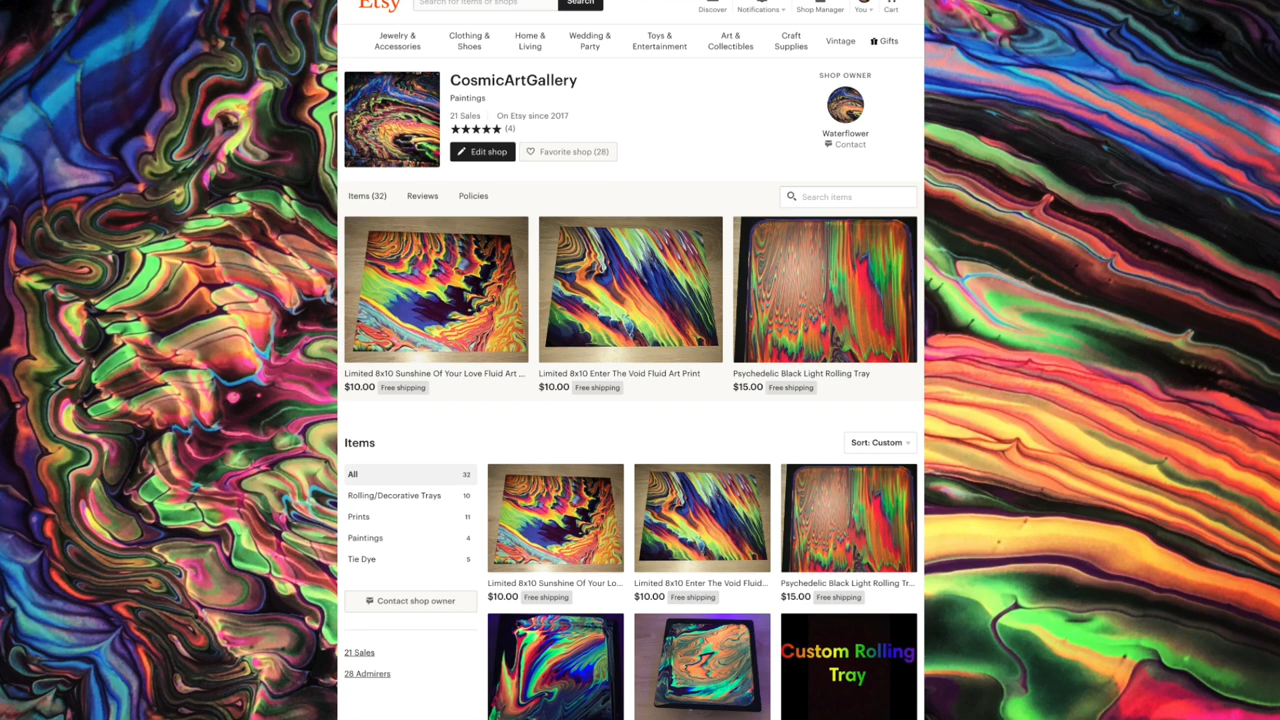 Etsy
Search for items or shops
Search
Discover
Notifications
Shop Manager
You
Cart
Jewelry &
Accessories
Clothing &
Shoes
Home &
Living
Wedding &
Party
Toys &
Entertainment
Art &
Collectibles
Craft
Supplies
Vintage
Gifts
CosmicArtGallery
Paintings
21 Sales
On Etsy since 2017
(4)
Edit shop
Favorite shop (28)
SHOP OWNER
Waterflower
Contact
Items (32)
Reviews
Policies
Search items
Limited 8x10 Sunshine Of Your Love Fluid Art ...
$10.00 Free shipping
Limited 8x10 Enter The Void Fluid Art Print
$10.00 Free shipping
Psychedelic Black Light Rolling Tray
$15.00 Free shipping
Items
Sort: Custom
All 32
Rolling/Decorative Trays 10
Prints 11
Paintings 4
Tie Dye 5
Contact shop owner
21 Sales
28 Admirers
Limited 8x10 Sunshine Of Your Lo...
$10.00 Free shipping
Limited 8x10 Enter The Void Fluid...
$10.00 Free shipping
Psychedelic Black Light Rolling Tr...
$15.00 Free shipping
Custom Rolling
Tray